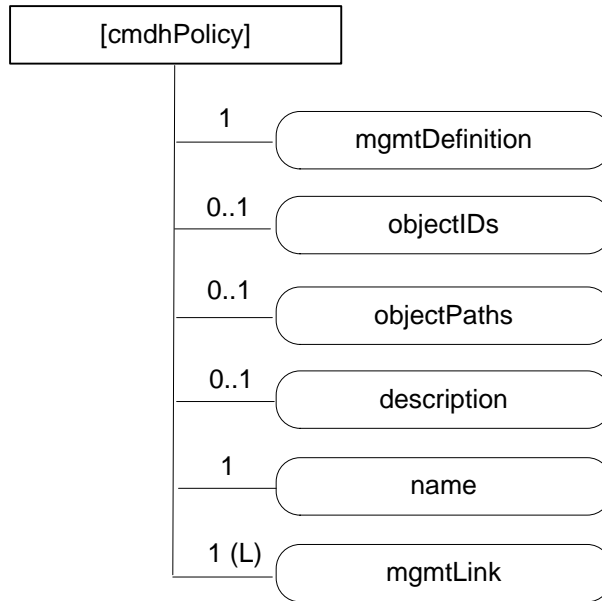 [cmdhPolicy]
1
mgmtDefinition
0..1
objectIDs
0..1
objectPaths
0..1
description
1
name
1 (L)
mgmtLink